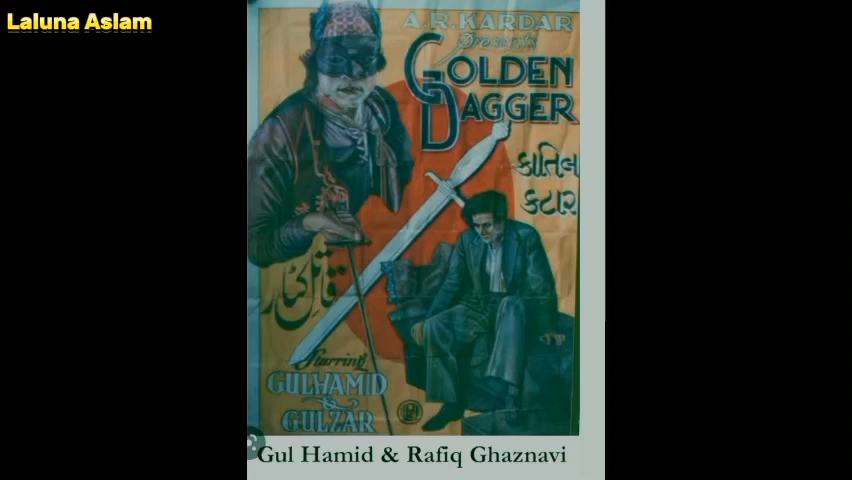 Laluna Aslam
A.R.KARDAR
Presents
GOLDEN
DAGGER
કાતિલ
કટાર
قاتل کٹار
Starring
GULHAMID
&
GULZAR
Gul Hamid & Rafiq Ghaznavi